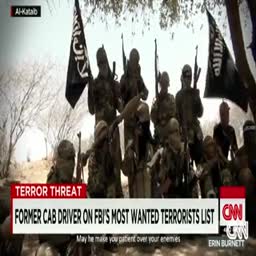 Al-Kataib
TERROR THREAT
FORMER CAB DRIVER ON FBI'S MOST WANTED TERRORISTS LIST
CNN
CNN
May he make you patient over your enemies
ERIN BURNETT